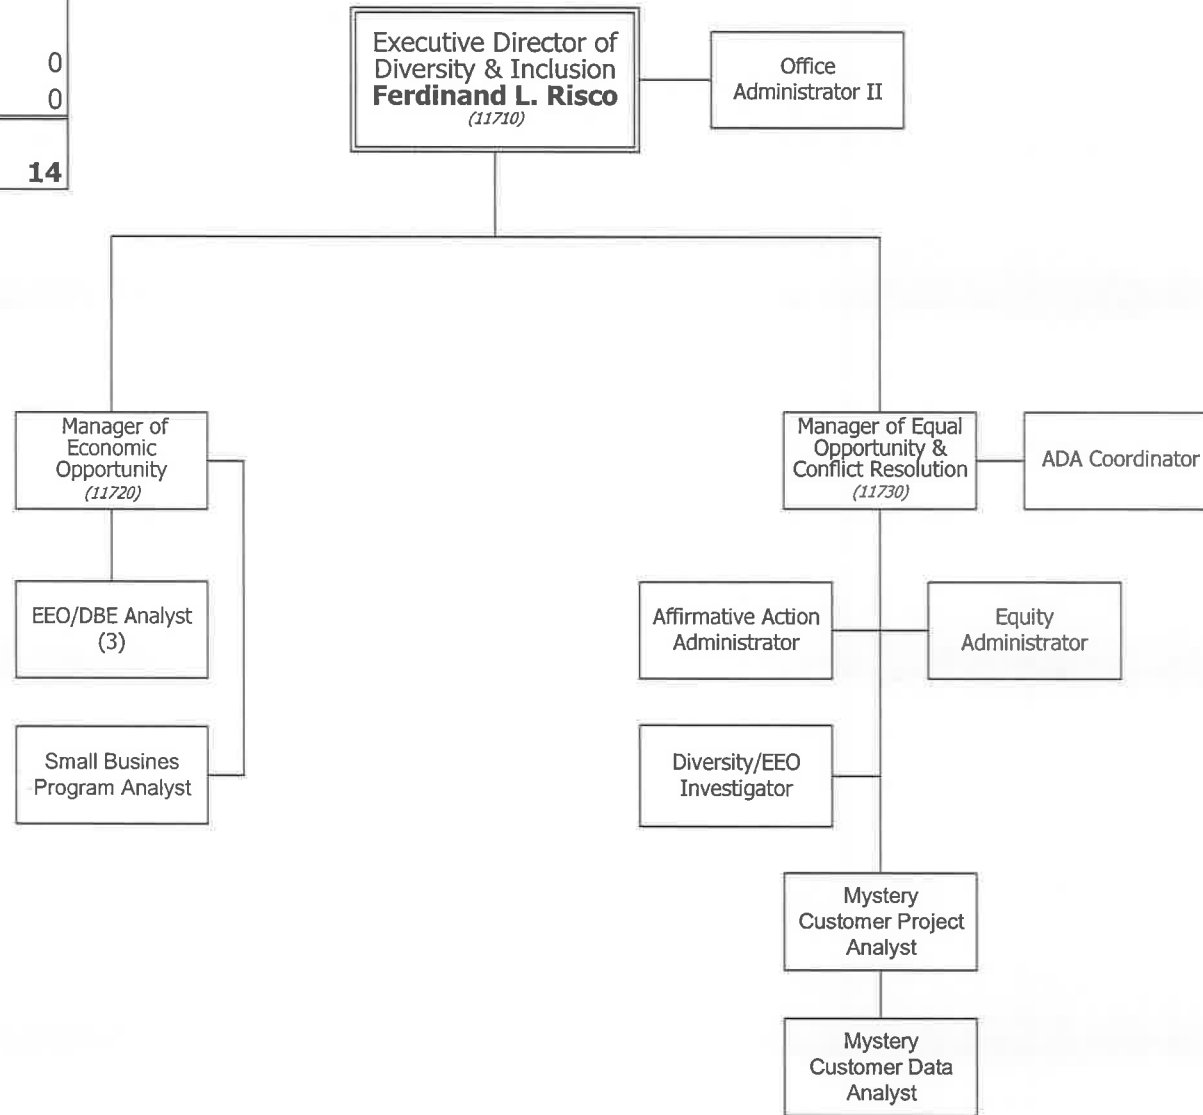 0
0
14
Executive Director of
Diversity & Inclusion
Ferdinand L. Risco
(11710)
Office
Administrator II
Manager of
Economic
Opportunity
(11720)
Manager of Equal
Opportunity &
Conflict Resolution
(11730)
ADA Coordinator
EEO/DBE Analyst
(3)
Affirmative Action
Administrator
Equity
Administrator
Small Busines
Program Analyst
Diversity/EEO
Investigator
Mystery
Customer Project
Analyst
Mystery
Customer Data
Analyst